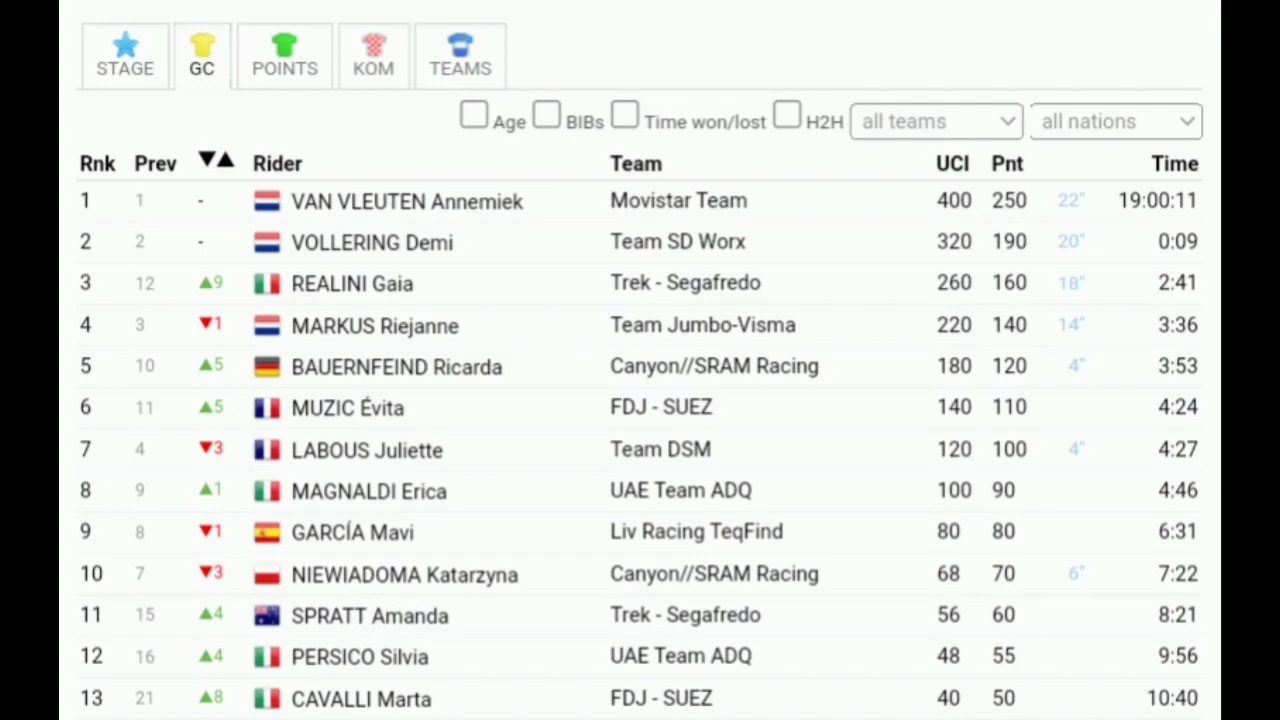 STAGE GC POINTS KOM TEAMS
Age BIBs Time won/lost H2H all teams all nations
Rnk Prev ▼▲ Rider Team UCI Pnt Time
1 1 - VAN VLEUTEN Annemiek Movistar Team 400 250 22" 19:00:11
2 2 - VOLLERING Demi Team SD Worx 320 190 20" 0:09
3 12 ▲9 REALINI Gaia Trek - Segafredo 260 160 18" 2:41
4 3 ▼1 MARKUS Riejanne Team Jumbo-Visma 220 140 14" 3:36
5 10 ▲5 BAUERNFEIND Ricarda Canyon//SRAM Racing 180 120 4" 3:53
6 11 ▲5 MUZIC Évita FDJ - SUEZ 140 110 4:24
7 4 ▼3 LABOUS Juliette Team DSM 120 100 4" 4:27
8 9 ▲1 MAGNALDI Erica UAE Team ADQ 100 90 4:46
9 8 ▼1 GARCÍA Mavi Liv Racing TeqFind 80 80 6:31
10 7 ▼3 NIEWIADOMA Katarzyna Canyon//SRAM Racing 68 70 6" 7:22
11 15 ▲4 SPRATT Amanda Trek - Segafredo 56 60 8:21
12 16 ▲4 PERSICO Silvia UAE Team ADQ 48 55 9:56
13 21 ▲8 CAVALLI Marta FDJ - SUEZ 40 50 10:40